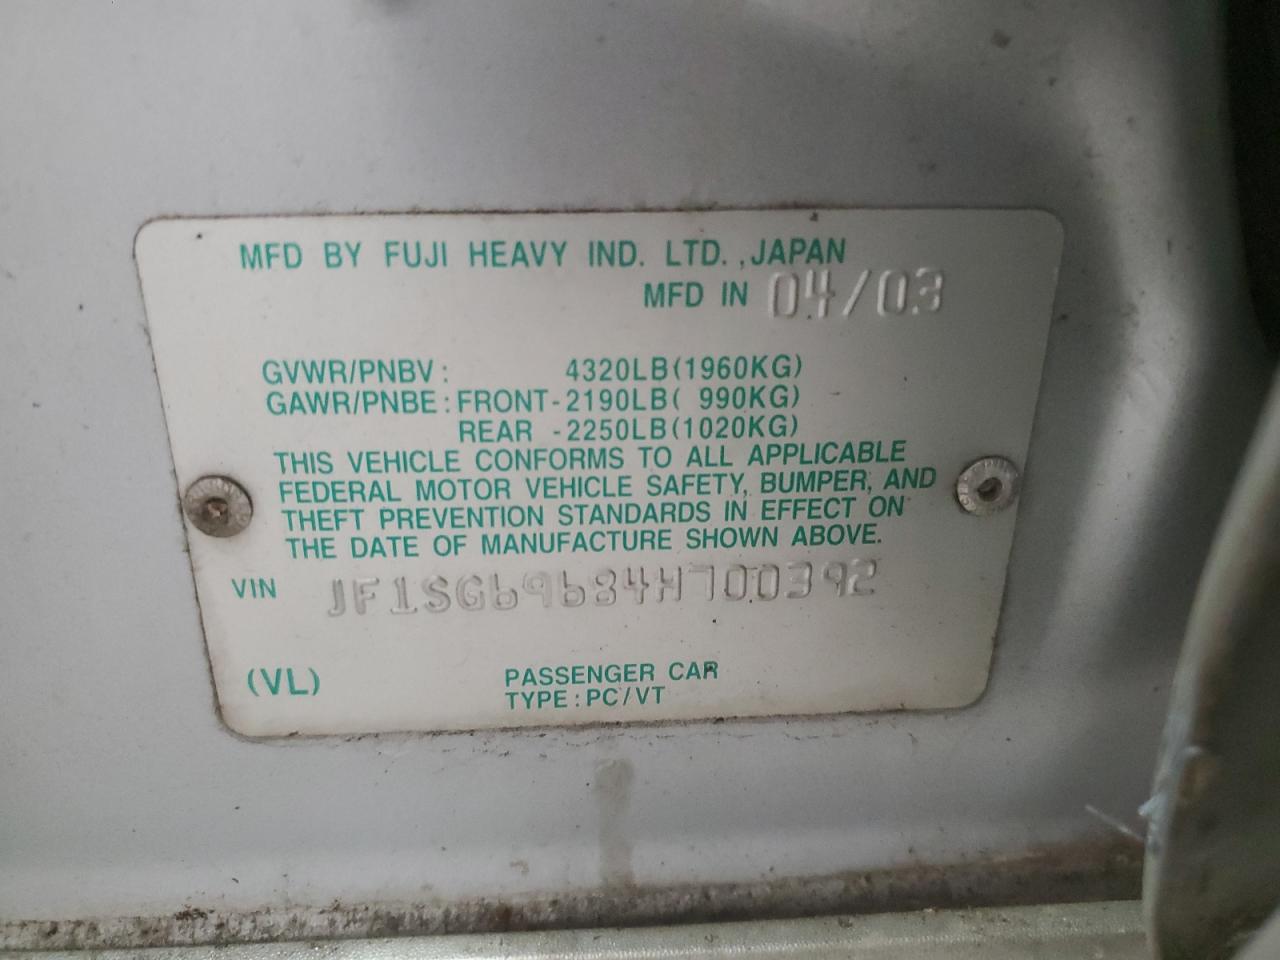 MFD BY FUJI HEAVY IND. LTD. , JAPAN
MFD IN 04/03
GVWR/PNBV: 4320LB(1960KG)
GAWR/PNBE: FRONT-2190LB( 990KG)
REAR -2250LB(1020KG)
THIS VEHICLE CONFORMS TO ALL APPLICABLE
FEDERAL MOTOR VEHICLE SAFETY, BUMPER, AND
THEFT PREVENTION STANDARDS IN EFFECT ON
THE DATE OF MANUFACTURE SHOWN ABOVE.
VIN JF1SG69684H700392
(VL) PASSENGER CAR
TYPE:PC/VT